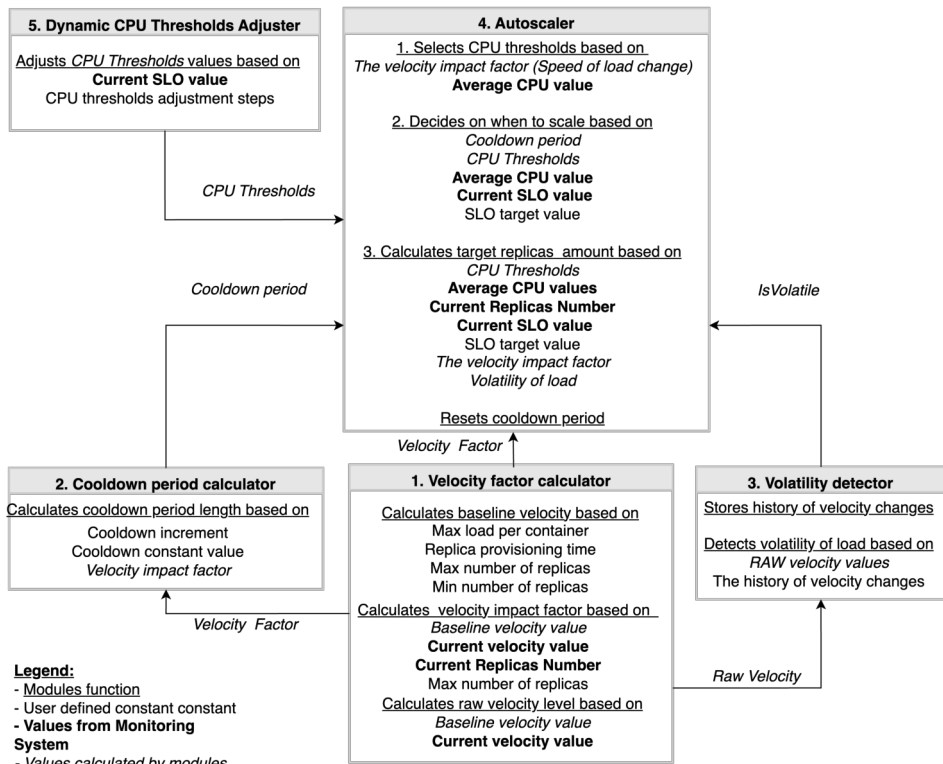 5. Dynamic CPU Thresholds Adjuster
Adjusts CPU Thresholds values based on
Current SLO value
CPU thresholds adjustment steps
CPU Thresholds
4. Autoscaler
1. Selects CPU thresholds based on
The velocity impact factor (Speed of load change)
Average CPU value
2. Decides on when to scale based on
Cooldown period
CPU Thresholds
Average CPU value
Current SLO value
SLO target value
3. Calculates target replicas amount based on
CPU Thresholds
Average CPU values
Current Replicas Number
Current SLO value
SLO target value
The velocity impact factor
Volatility of load
Resets cooldown period
Cooldown period
IsVolatile
Velocity Factor
2. Cooldown period calculator
Calculates cooldown period length based on
Cooldown increment
Cooldown constant value
Velocity impact factor
Velocity Factor
1. Velocity factor calculator
Calculates baseline velocity based on
Max load per container
Replica provisioning time
Max number of replicas
Min number of replicas
Calculates velocity impact factor based on
Baseline velocity value
Current velocity value
Current Replicas Number
Max number of replicas
Calculates raw velocity level based on
Baseline velocity value
Current velocity value
3. Volatility detector
Stores history of velocity changes
Detects volatility of load based on
RAW velocity values
The history of velocity changes
Raw Velocity
Legend:
- Modules function
- User defined constant constant
- Values from Monitoring
System
- Values calculated by modules